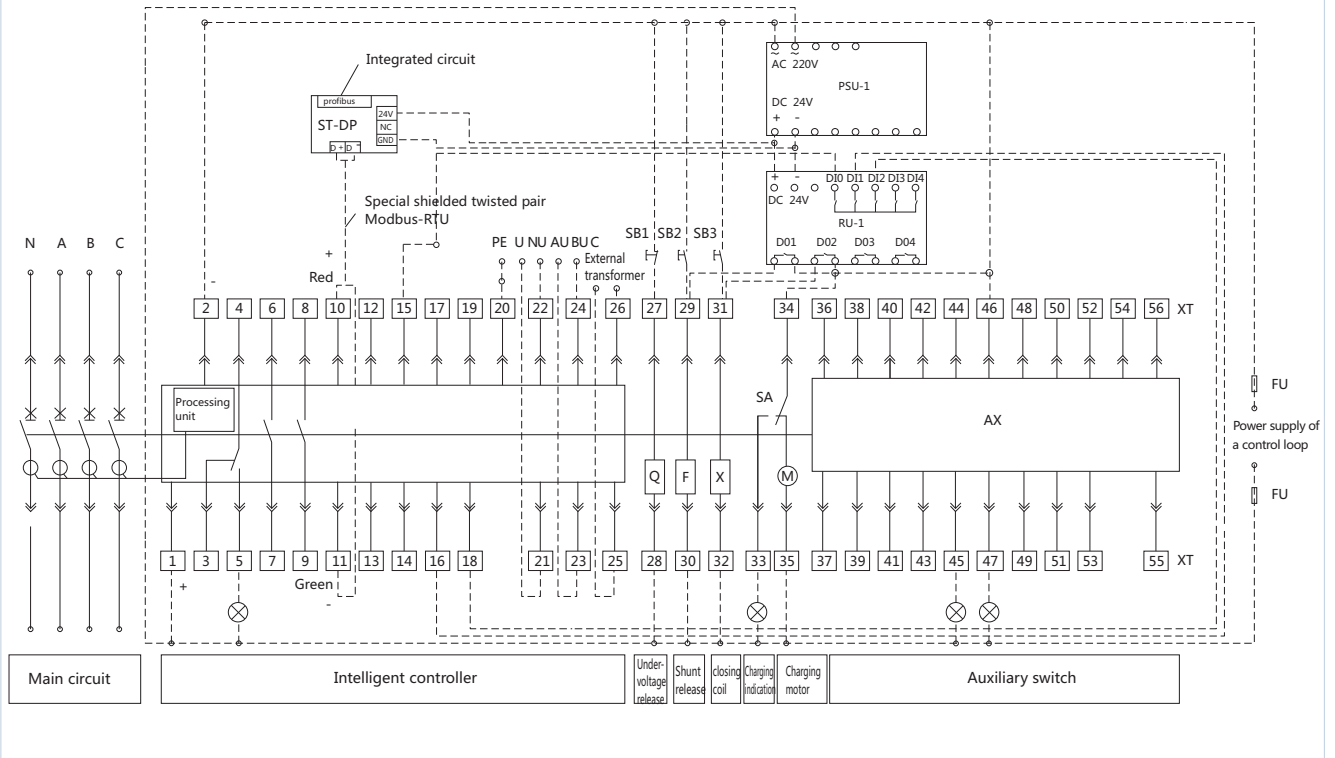 Integrated circuit
profibus
ST-DP
24V
NC
GND
D + D -
~ ~
AC 220V
PSU-1
DC 24V
+ -
+ -
DI0 DI1 DI2 DI3 DI4
DC 24V
RU-1
D01 D02 D03 D04
Special shielded twisted pair
Modbus-RTU
N A B C
+
Red
-
PE U NU AU BU C
External
transformer
SB1 SB2 SB3
2 4 6 8 10 12 15 17 19 20 22 24 26 27 29 31 34 36 38 40 42 44 46 48 50 52 54 56 XT
FU
Processing
unit
SA
AX
Power supply of
a control loop
Q F X M
FU
1 3 5 7 9 11 13 14 16 18 21 23 25 28 30 32 33 35 37 39 41 43 45 47 49 51 53 55 XT
+
Green
-
Main circuit
Intelligent controller
Under-
voltage
release
Shunt
release
closing
coil
Charging
indication
Charging
motor
Auxiliary switch